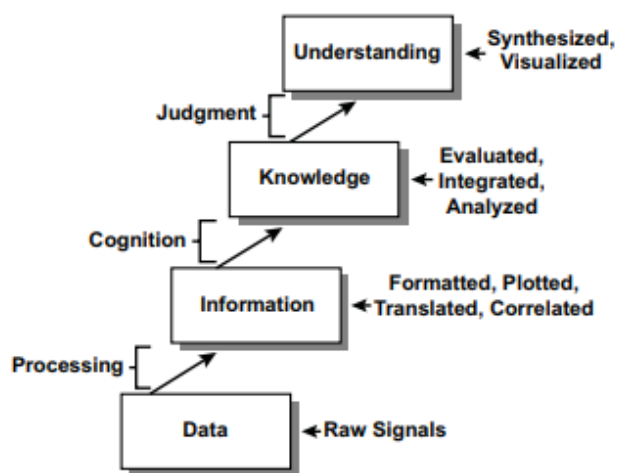 Understanding
Synthesized,
Visualized
Judgment
Knowledge
Evaluated,
Integrated,
Analyzed
Cognition
Information
Formatted, Plotted,
Translated, Correlated
Processing
Data
Raw Signals